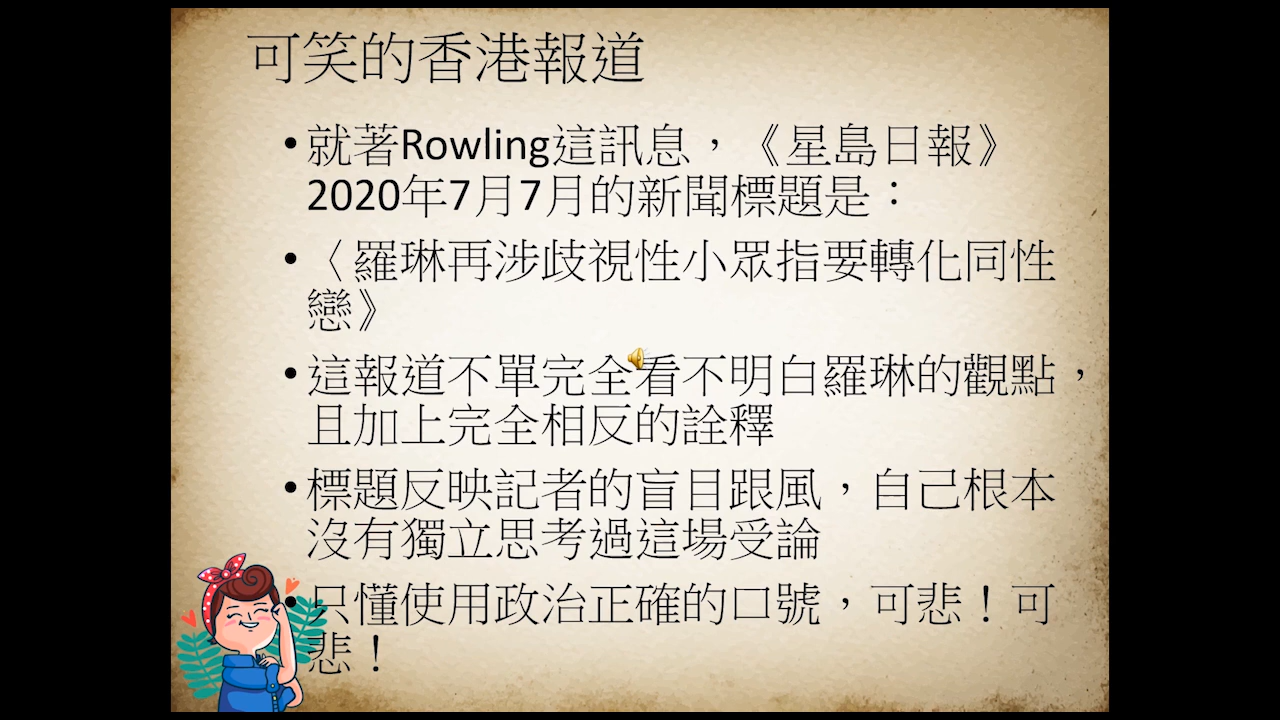 可笑的香港報道
•就著Rowling這訊息，《星島日報》
2020年7月7月的新聞標題是：
•〈羅琳再涉歧視性小眾指要轉化同性
戀》
•這報道不單完全看不明白羅琳的觀點，
且加上完全相反的詮釋
•標題反映記者的盲目跟風，自己根本
沒有獨立思考過這場受論
•只懂使用政治正確的口號，可悲！可
悲！